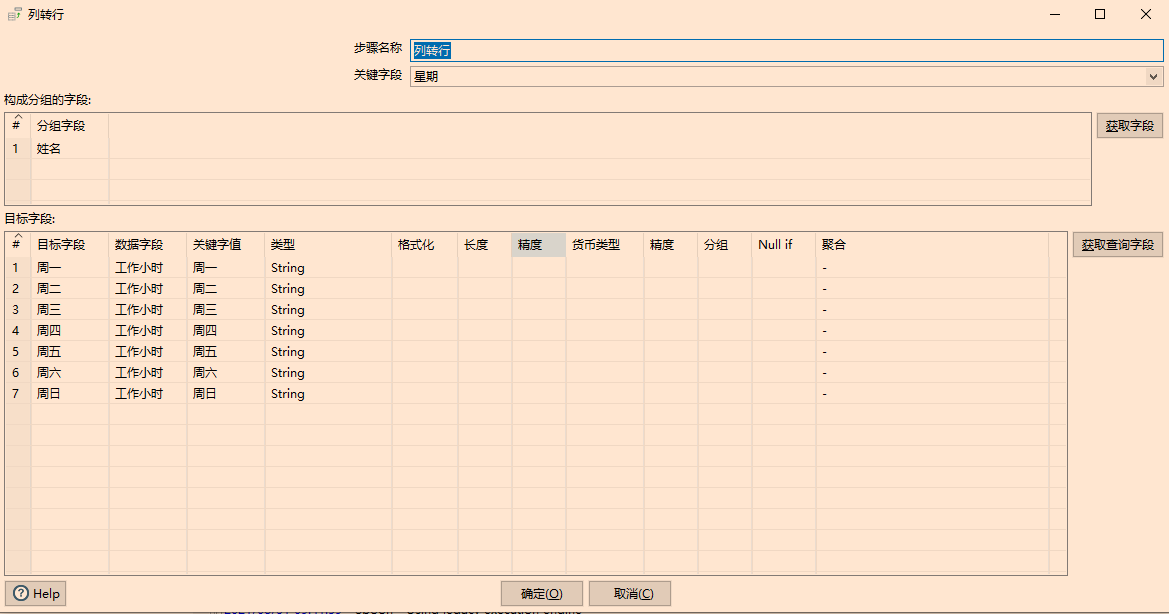 列转行
步骤名称 列转行
关键字段 星期
构成分组的字段:
# 分组字段
获取字段
1 姓名
目标字段:
# 目标字段 数据字段 关键字值 类型 格式化 长度 精度 货币类型 精度 分组 Null if 聚合
获取查询字段
1 周一 工作小时 周一 String -
2 周二 工作小时 周二 String -
3 周三 工作小时 周三 String -
4 周四 工作小时 周四 String -
5 周五 工作小时 周五 String -
6 周六 工作小时 周六 String -
7 周日 工作小时 周日 String -
Help 确定(O) 取消(C)